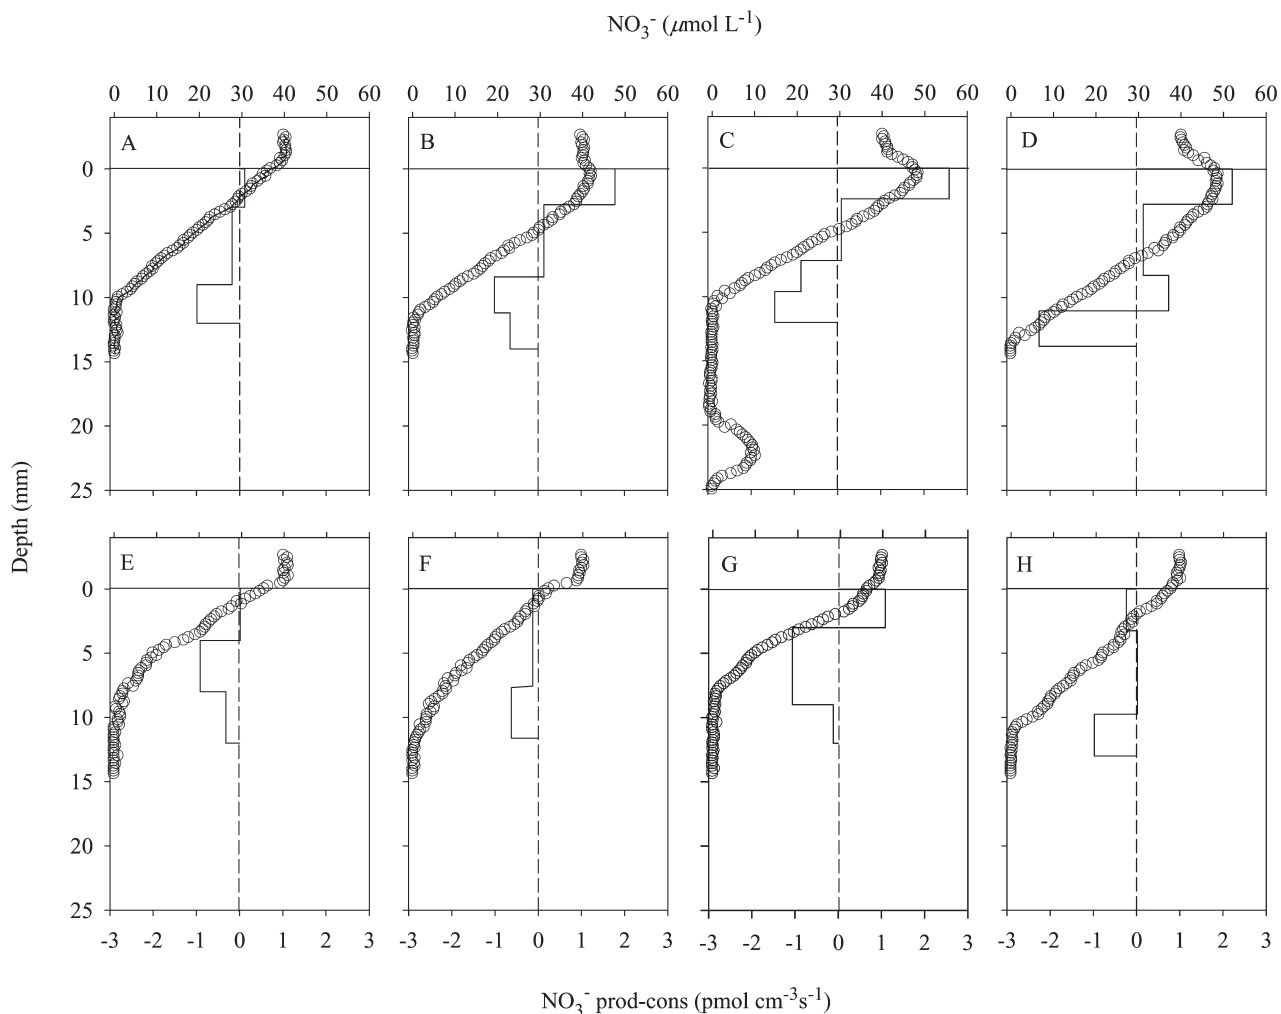 NO₃⁻ (μmol L⁻¹)
0 10 20 30 40 50 60 0 10 20 30 40 50 60 0 10 20 30 40 50 60 0 10 20 30 40 50 60
A B C D
0
5
10
15
20
25
Depth (mm)
E F G H
0
5
10
15
20
25
-3 -2 -1 0 1 2 3 -3 -2 -1 0 1 2 3 -3 -2 -1 0 1 2 3 -3 -2 -1 0 1 2 3
NO₃⁻ prod-cons (pmol cm⁻³s⁻¹)